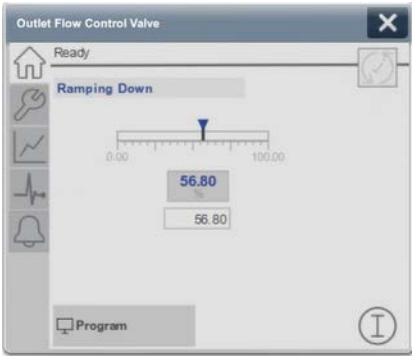 Outlet Flow Control Valve
Ready
Ramping Down
0.00 100.00
56.80
%
56.80
Program